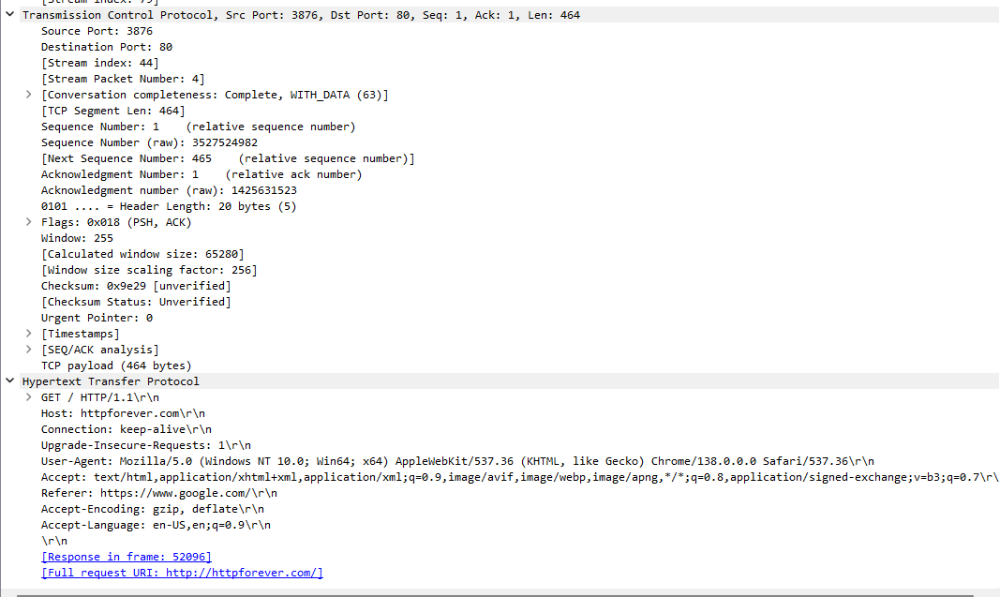 [Stream index: 79]
Transmission Control Protocol, Src Port: 3876, Dst Port: 80, Seq: 1, Ack: 1, Len: 464
Source Port: 3876
Destination Port: 80
[Stream index: 44]
[Stream Packet Number: 4]
[Conversation completeness: Complete, WITH_DATA (63)]
[TCP Segment Len: 464]
Sequence Number: 1    (relative sequence number)
Sequence Number (raw): 3527524982
[Next Sequence Number: 465    (relative sequence number)]
Acknowledgment Number: 1    (relative ack number)
Acknowledgment number (raw): 1425631523
0101 .... = Header Length: 20 bytes (5)
Flags: 0x018 (PSH, ACK)
Window: 255
[Calculated window size: 65280]
[Window size scaling factor: 256]
Checksum: 0x9e29 [unverified]
[Checksum Status: Unverified]
Urgent Pointer: 0
[Timestamps]
[SEQ/ACK analysis]
TCP payload (464 bytes)
Hypertext Transfer Protocol
GET / HTTP/1.1\r\n
Host: httpforever.com\r\n
Connection: keep-alive\r\n
Upgrade-Insecure-Requests: 1\r\n
User-Agent: Mozilla/5.0 (Windows NT 10.0; Win64; x64) AppleWebKit/537.36 (KHTML, like Gecko) Chrome/138.0.0.0 Safari/537.36\r\n
Accept: text/html,application/xhtml+xml,application/xml;q=0.9,image/avif,image/webp,image/apng,*/*;q=0.8,application/signed-exchange;v=b3;q=0.7\r\
Referer: https://www.google.com/\r\n
Accept-Encoding: gzip, deflate\r\n
Accept-Language: en-US,en;q=0.9\r\n
\r\n
[Response in frame: 52096]
[Full request URI: http://httpforever.com/]